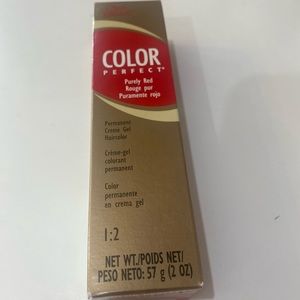 COLOR
PERFECT®
Purely Red
Rouge pur
Puramente rojo
Permanent
Creme Gel
Haircolor
Crème-gel
colorant
permanent
Color
permanente
en crema gel
1:2
NET WT./POIDS NET/
PESO NETO: 57 g (2 OZ)